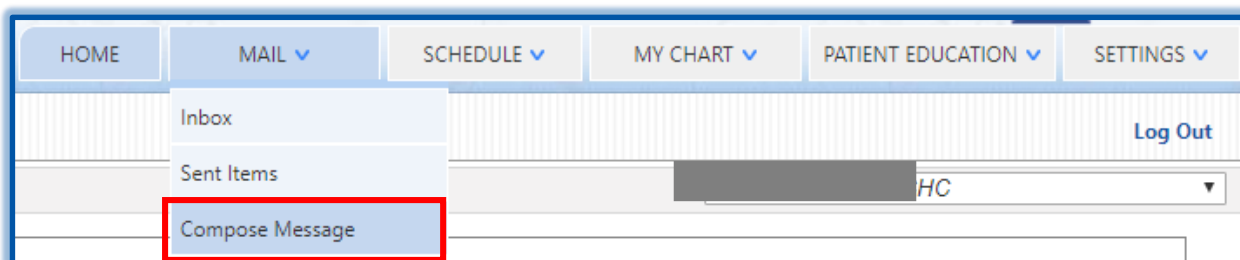 HOME MAIL SCHEDULE MY CHART PATIENT EDUCATION SETTINGS
Inbox
Log Out
Sent Items
HC
Compose Message